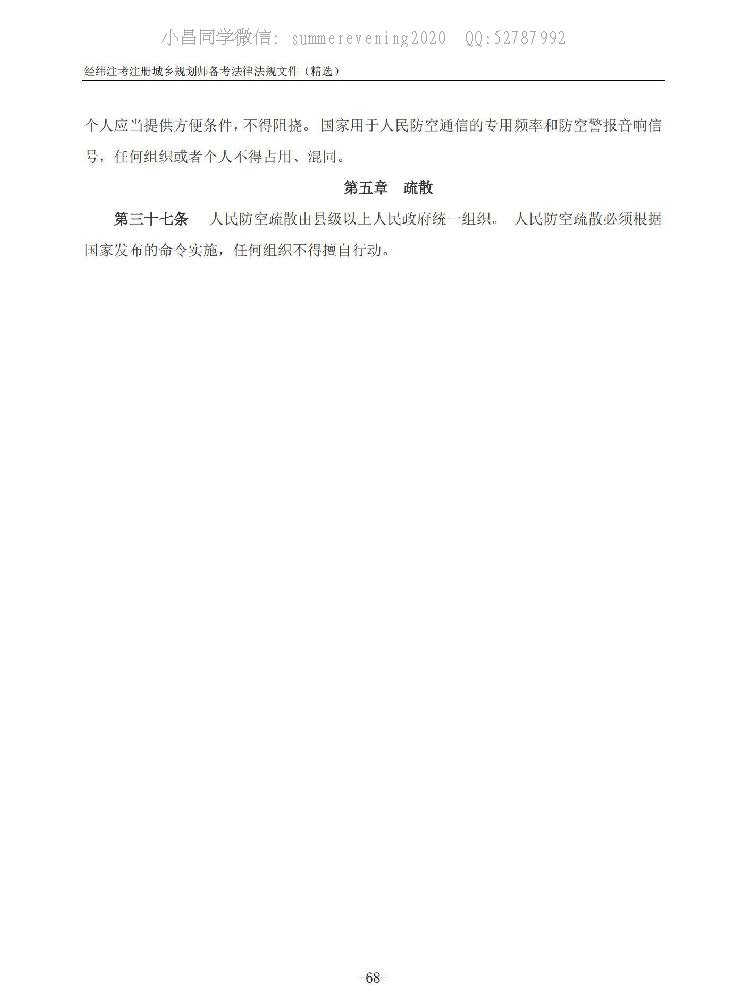 小昌同学微信: summerevening2020 QQ:52787992
经纬注考注册城乡规划师备考法律法规文件（精选）
个人应当提供方便条件，不得阻挠。 国家用于人民防空通信的专用频率和防空警报音响信
号，任何组织或者个人不得占用、混同。
第五章 疏散
第三十七条 人民防空疏散由县级以上人民政府统一组织。 人民防空疏散必须根据
国家发布的命令实施，任何组织不得擅自行动。
-68-